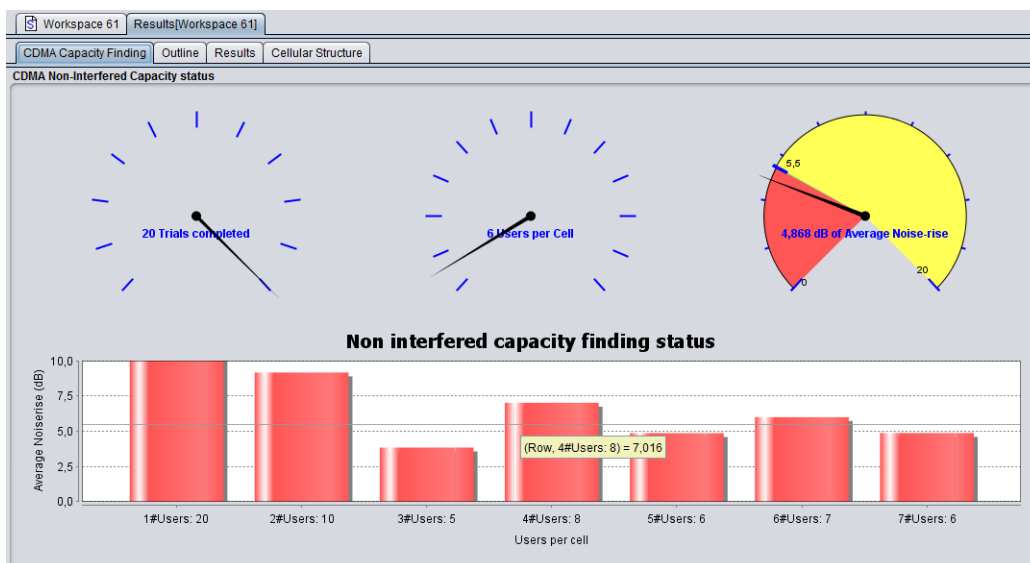 Workspace 61 Results[Workspace 61]
CDMA Capacity Finding Outline Results Cellular Structure
CDMA Non-Interfered Capacity status
20 Trials completed
6 Users per Cell
5,5
4,868 dB of Average Noise-rise
0
20
Non interfered capacity finding status
Average Noiserise (dB)
10,0
7,5
5,0
2,5
0,0
(Row, 4#Users: 8) = 7,016
1#Users: 20 2#Users: 10 3#Users: 5 4#Users: 8 5#Users: 6 6#Users: 7 7#Users: 6
Users per cell